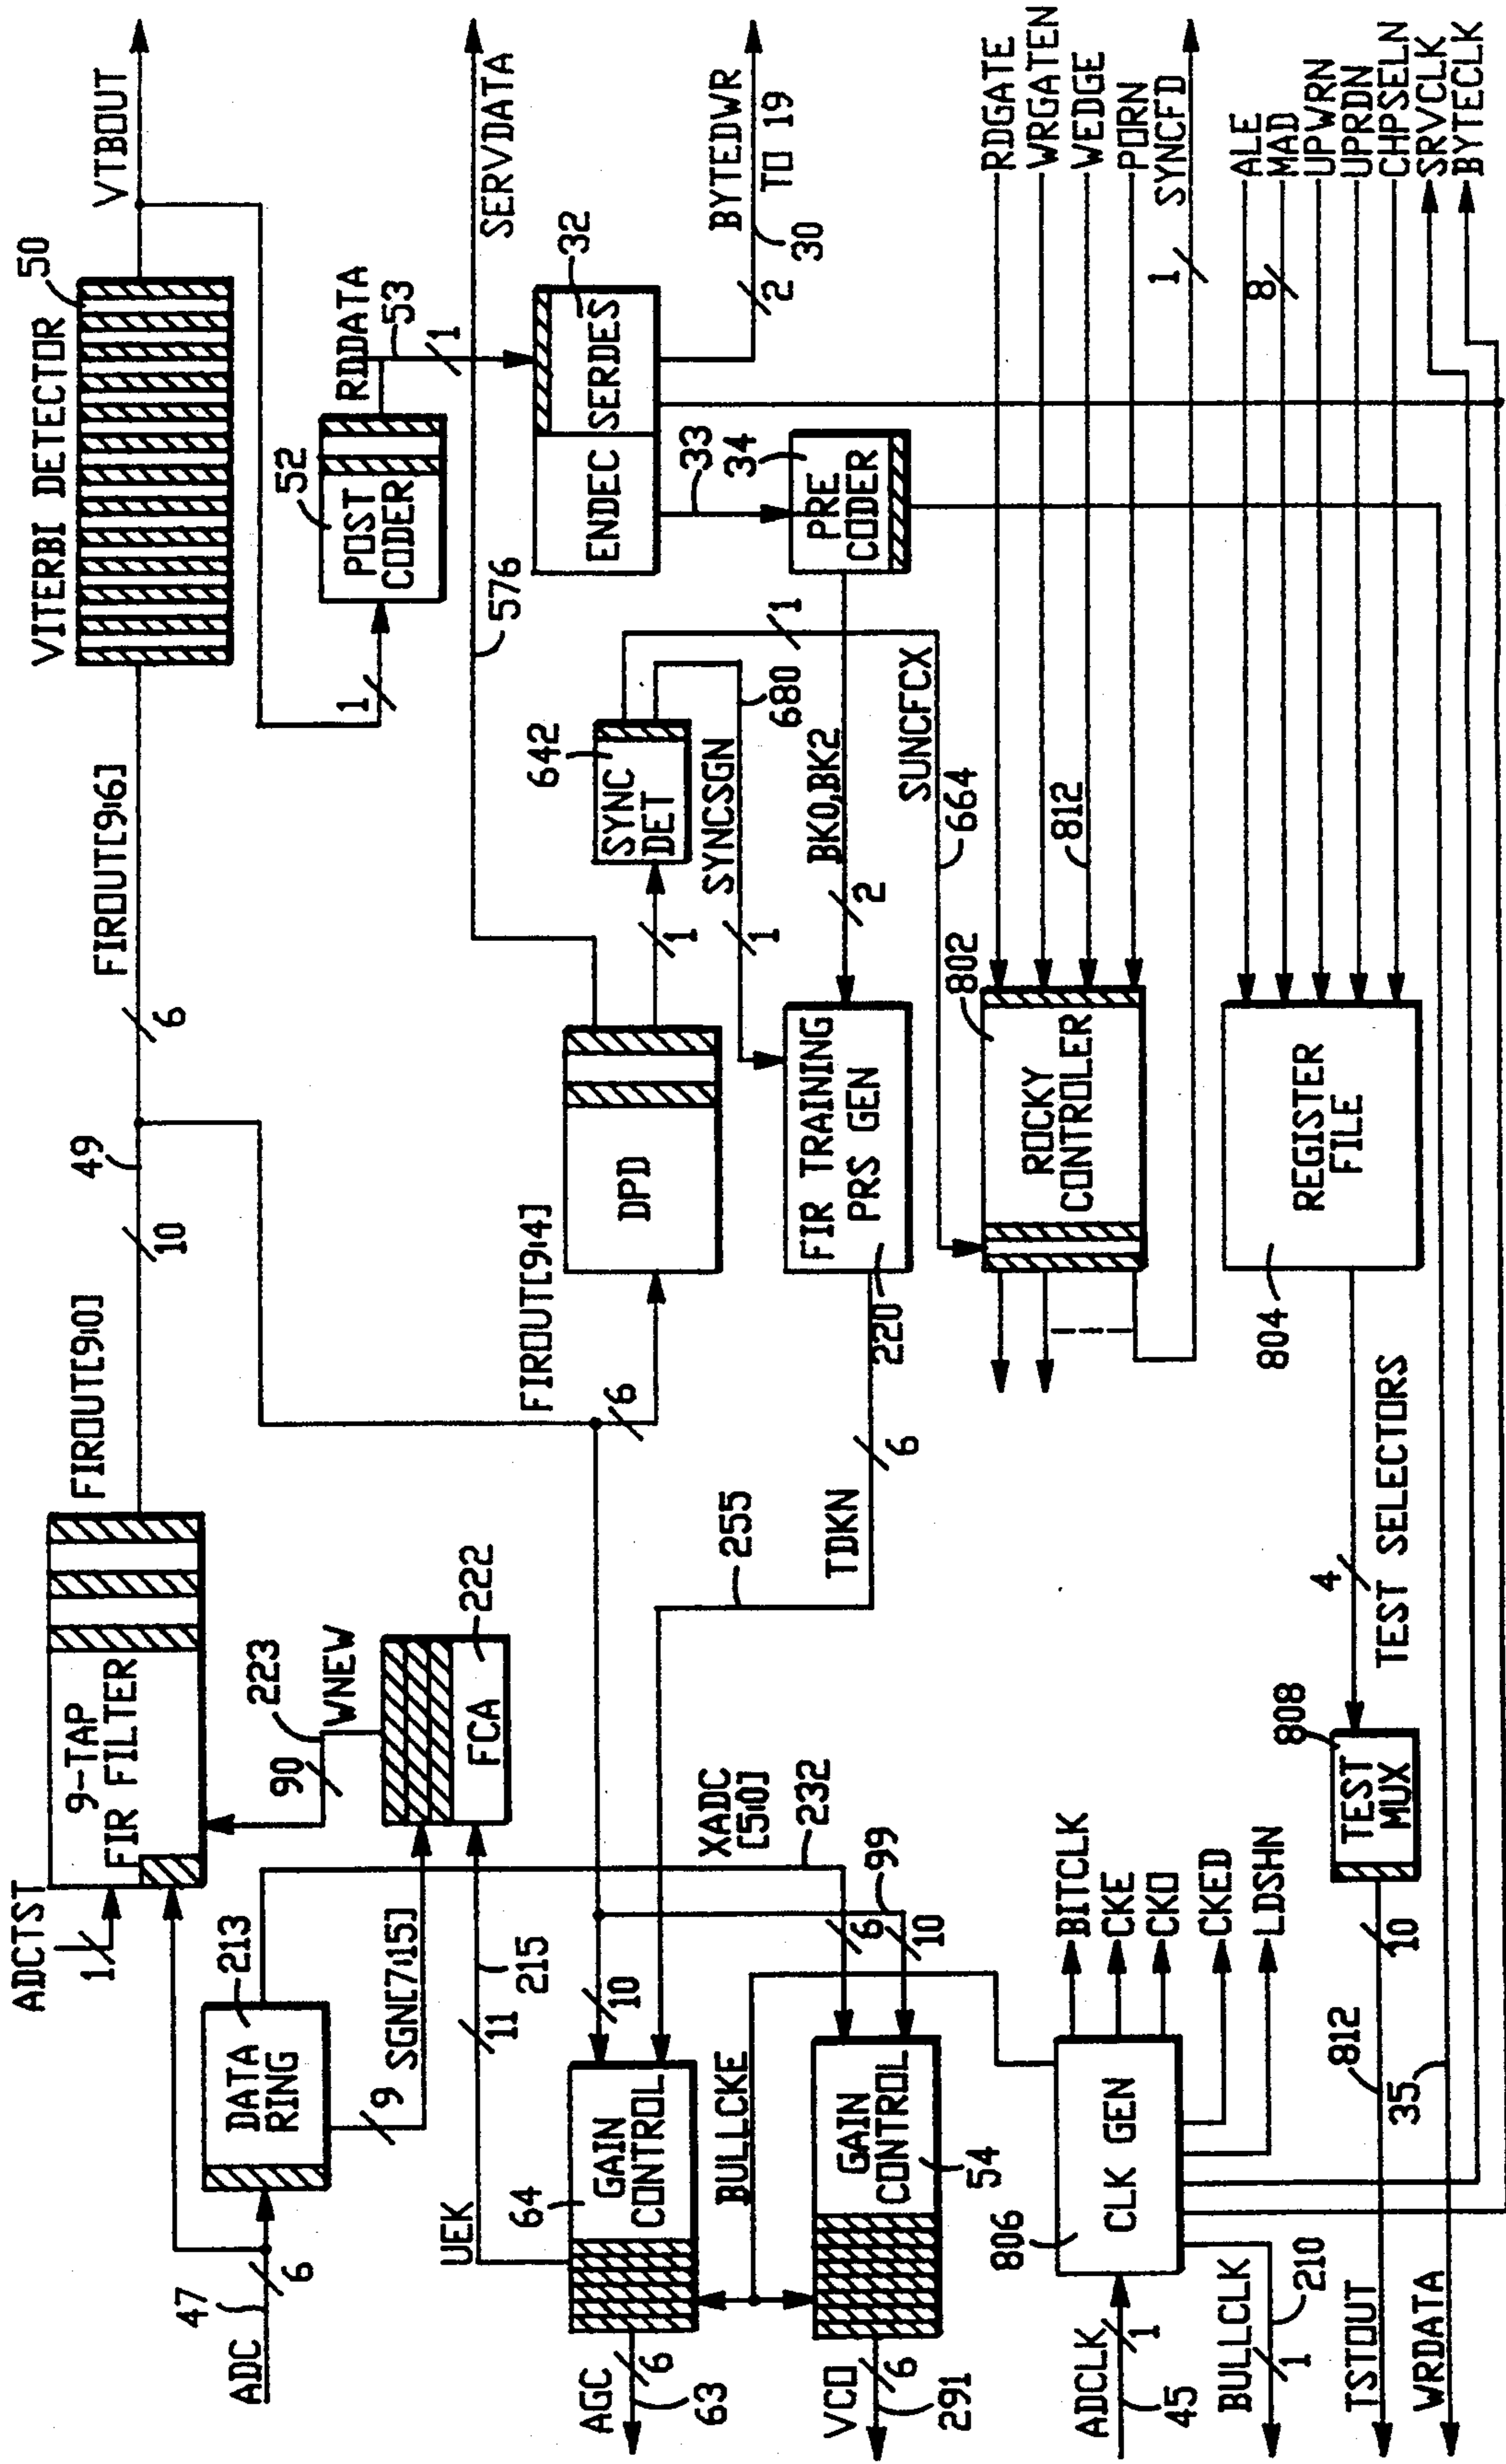 ADCTST
1
9-TAP
FIR FILTER
FIROUT[9:0]
10
49
6
FIROUT[9:6]
VITERBI DETECTOR
50
VTBOUT
47
ADC
6
DATA
RING
213
9
SGN[7:15]
90
223
WNEW
FCA
222
UEK
11
215
1
POST
CODER
52
RDDATA
53
1
SERVDATA
576
AGC
6
63
64
GAIN
CONTROL
10
XADC
[5:0]
232
99
6
10
255
TDKN
6
FIROUT[9:4]
6
DPD
1
SYNC
DET
642
SYNCSGN
1
680
1
ENDEC
SERDES
32
33
34
PRE
CODER
2
30
BYTEDWR
TO 19
BULLCKE
VCO
6
291
GAIN
CONTROL
54
FIR TRAINING
PRS GEN
220
BKO,BK2
2
SUNCFCX
664
802
ROCKY
CONTROLER
812
RDGATE
WRGATEN
WEDGE
PORN
1
SYNCFD
ADCLK
1
45
806
CLK GEN
BITCLK
CKE
CKO
CKED
LDSHN
BULLCLK
1
210
REGISTER
FILE
804
8
ALE
MAD
UPWRN
UPRDN
CHPSELN
SRVCLK
BYTECLK
4
TEST SELECTORS
808
TEST
MUX
10
812
TSTOUT
35
WRDATA